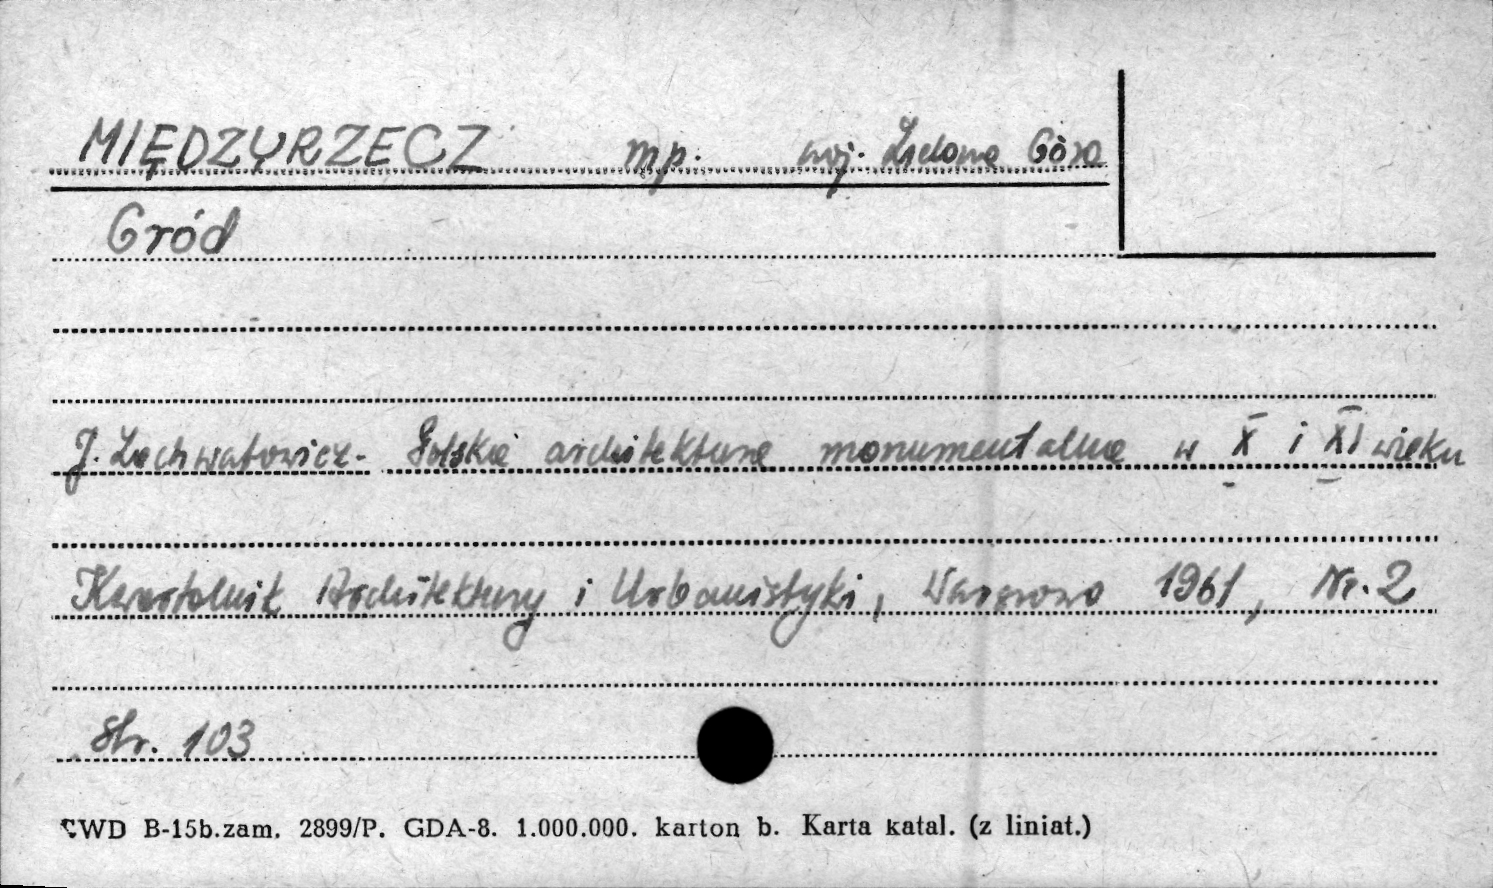 MIĘDZYRZECZ mp. woj. Zielona Góra
Gród
J. Zachwatowicz - Polska architektura monumentalna w X i XI wieku
Kwartalnik Architektury i Urbanistyki, Warszawa 1961, Nr. 2
Str. 103
CWD B-15b.zam. 2899/P. GDA-8. 1.000.000. karton b. Karta katal. (z liniat.)